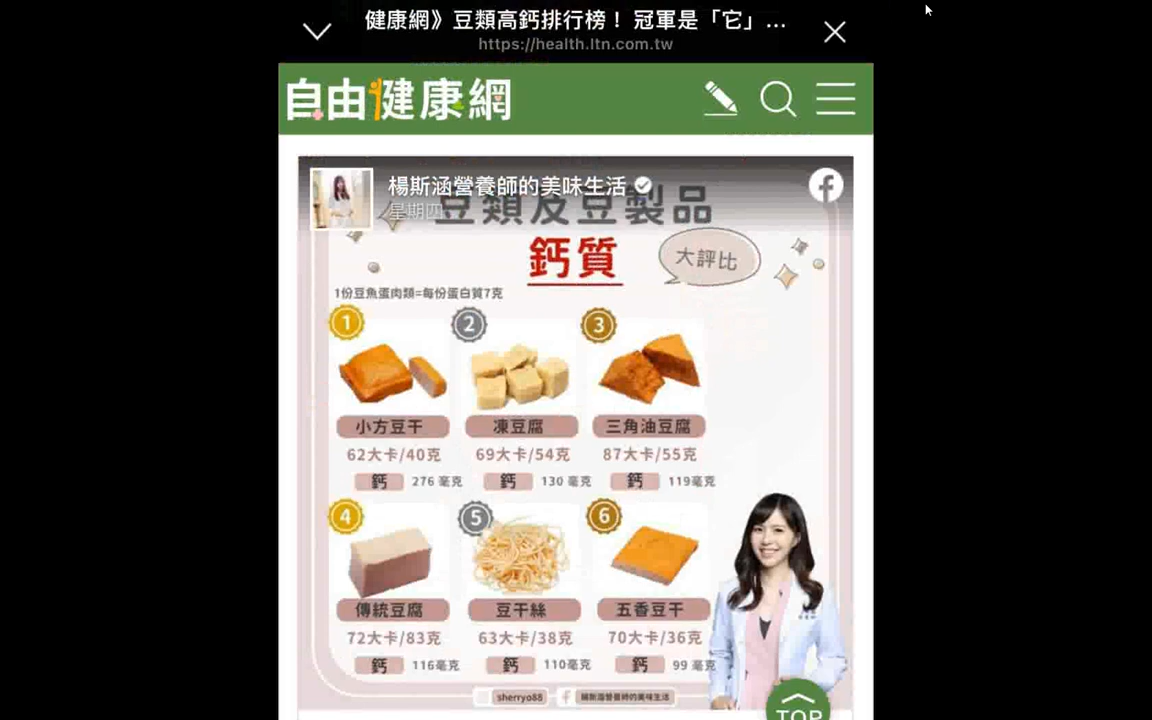 健康網》豆類高鈣排行榜！ 冠軍是「它」...
https://health.ltn.com.tw
自由健康網
楊斯涵營養師的美味生活
星期四
豆類及豆製品
鈣質
大評比
1份豆魚蛋肉類=每份蛋白質7克
1 2 3
小方豆干 凍豆腐 三角油豆腐
62大卡/40克 69大卡/54克 87大卡/55克
鈣 276 毫克 鈣 130 毫克 鈣 119毫克
4 5 6
傳統豆腐 豆干絲 五香豆干
72大卡/83克 63大卡/38克 70大卡/36克
鈣 116毫克 鈣 110毫克 鈣 99 毫克
sherryo88 楊斯涵營養師的美味生活
TOP